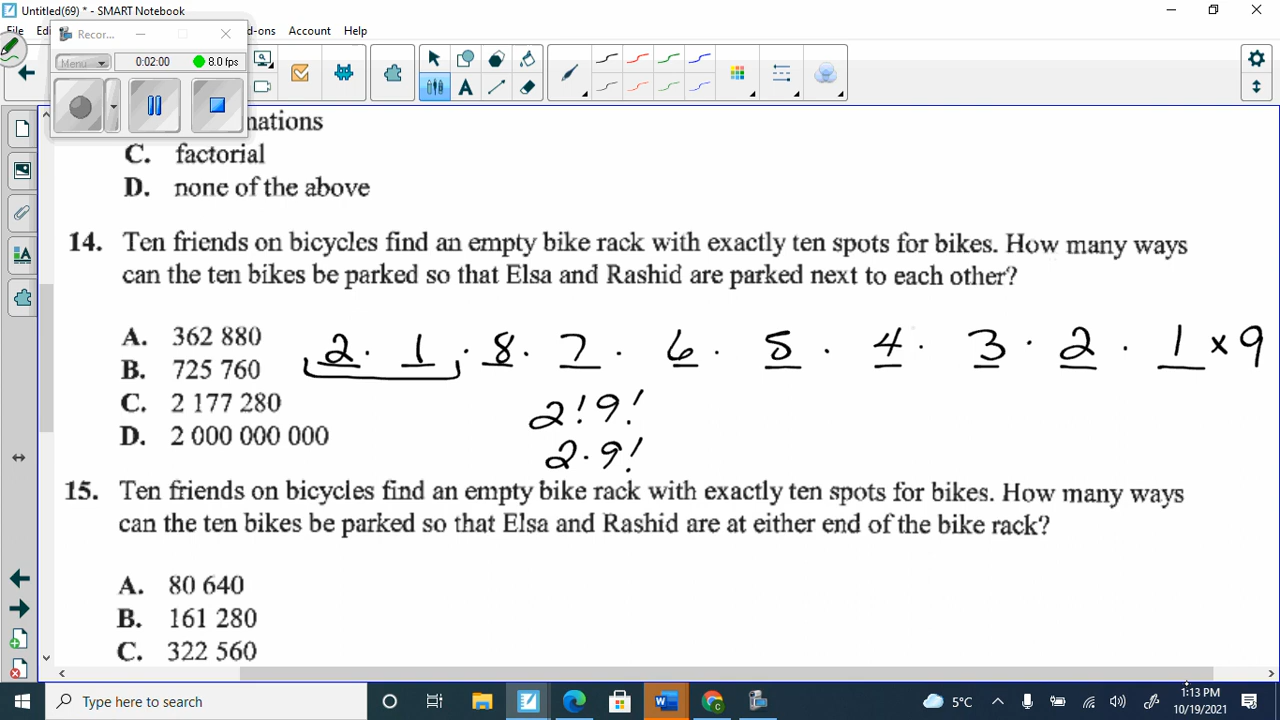 Untitled(69) * - SMART Notebook
File
Account
Help
Recor...
Menu
0:02:00
8.0 fps
C. factorial
D. none of the above
14. Ten friends on bicycles find an empty bike rack with exactly ten spots for bikes. How many ways
can the ten bikes be parked so that Elsa and Rashid are parked next to each other?
A. 362 880
B. 725 760
C. 2 177 280
D. 2 000 000 000
2 · 1 · 8 · 7 · 6 · 5 · 4 · 3 · 2 · 1 × 9
2! 9!
2 · 9!
15. Ten friends on bicycles find an empty bike rack with exactly ten spots for bikes. How many ways
can the ten bikes be parked so that Elsa and Rashid are at either end of the bike rack?
A. 80 640
B. 161 280
C. 322 560
Type here to search
5°C
1:13 PM
10/19/2021